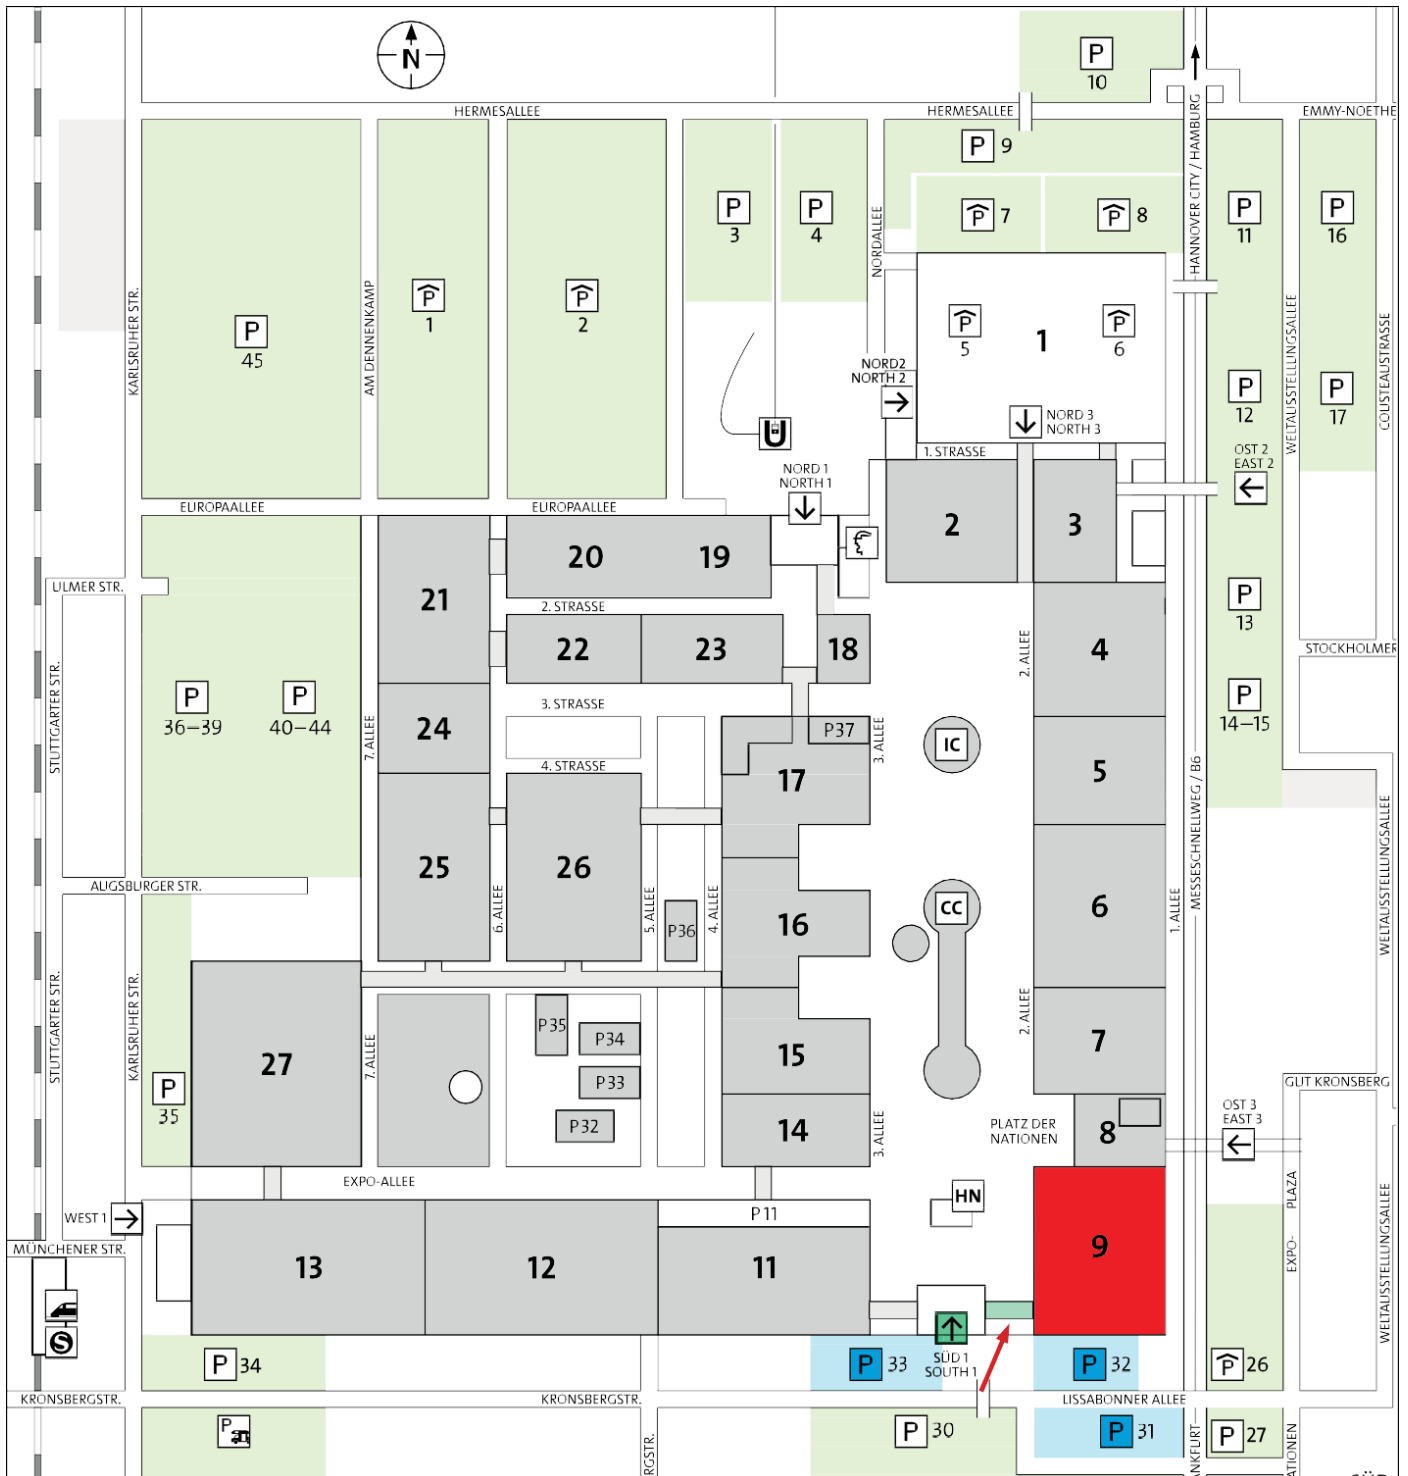 N
P
10
HERMESALLEE
HERMESALLEE
EMMY-NOETHE
P 9
HANNOVER CITY / HAMBURG
P
3
P
4
NORDALLEE
P 7
P 8
P
11
P
16
KARLSRUHER STR.
P
45
AM DENNENKAMP
P
1
P
2
P
5
1
P
6
WELTAUSSTELLLUNGSALLEE
COUSTEAUSTRASSE
NORD2
NORTH 2
P
12
P
17
NORD 3
NORTH 3
U
1. STRASSE
OST 2
EAST 2
NORD 1
NORTH 1
EUROPAALLEE
EUROPAALLEE
2
3
20
19
21
ULMER STR.
2. STRASSE
P
13
22
23
18
2. ALLEE
4
STOCKHOLMER
STUTTGARTER STR.
P
36–39
P
40–44
P
14–15
3. STRASSE
7. ALLEE
24
P37
3. ALLEE
IC
4. STRASSE
17
5
MESSESCHNELLWEG / B6
WELTAUSSTELLUNGSALLEE
25
26
AUGSBURGER STR.
6. ALLEE
5. ALLEE
4. ALLEE
P36
16
CC
6
1. ALLEE
STUTTGARTER STR.
KARLSRUHER STR.
27
7. ALLEE
P35
P34
P33
P32
15
2. ALLEE
7
P
35
GUT KRONSBERG
OST 3
EAST 3
14
3. ALLEE
PLATZ DER
NATIONEN
8
EXPO-ALLEE
EXPO-
PLAZA
WELTAUSSTELLLUNGSALLEE
WEST 1
P 11
HN
MÜNCHENER STR.
13
12
11
9
S
P 34
P 33
SÜD 1
SOUTH 1
P 32
P 26
KRONSBERGSTR.
KRONSBERGSTR.
LISSABONNER ALLEE
P
P 30
P 31
P 27
RGSTR.
NKFURT
ATIONEN